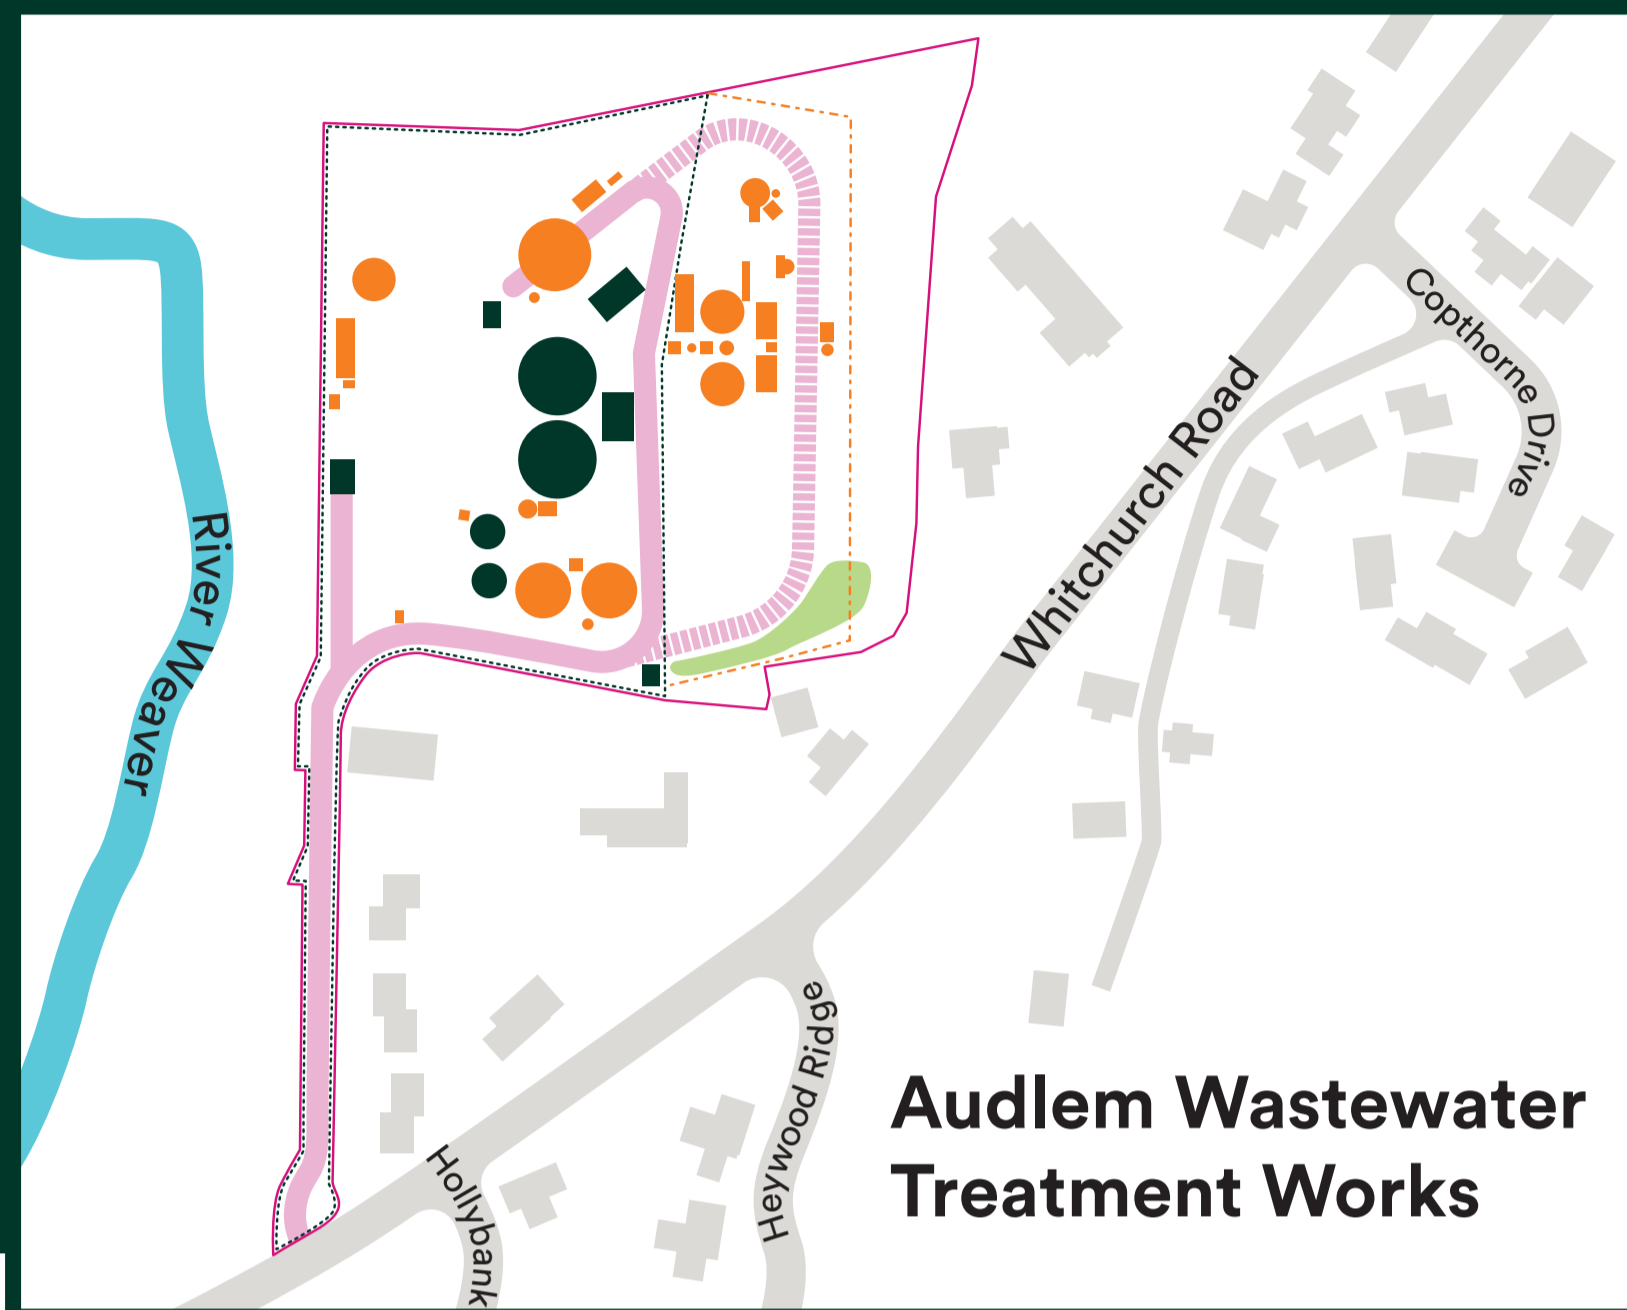 Copthorne Drive
Whitchurch Road
River Weaver
Heywood Ridge
Hollybank
Audlem Wastewater
Treatment Works